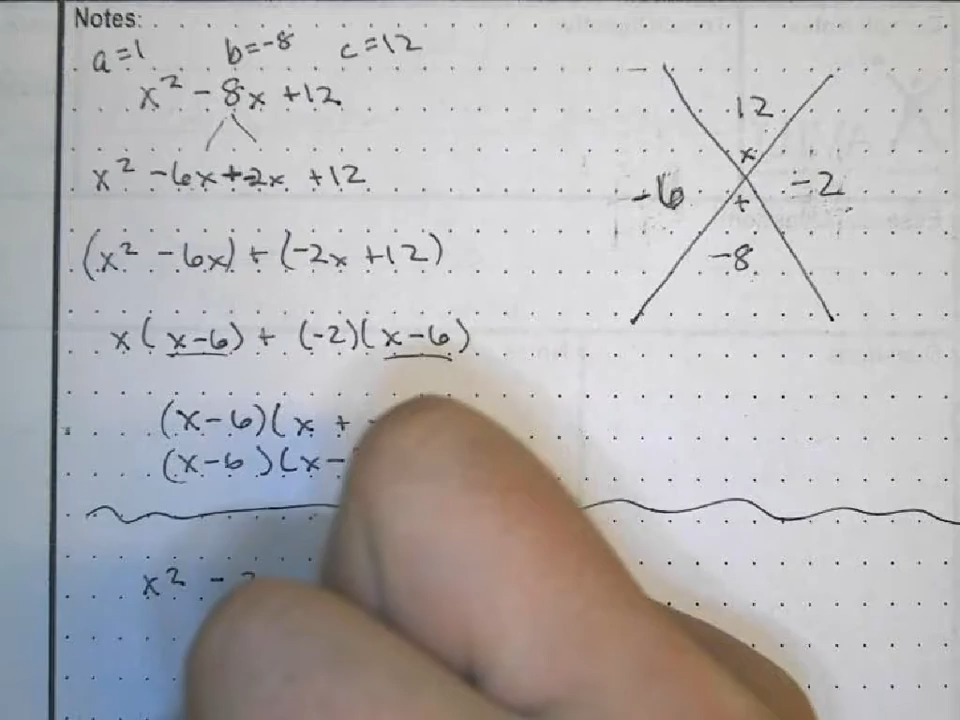 Notes:
a=1 b=-8 c=12
x² - 8x +12
x² -6x+-2x +12
(x² -6x) + (-2x +12)
x(x-6) + (-2)(x-6)
(x-6)(x +
(x-6)(x-
x² -
12
x
-6 -2
+
-8